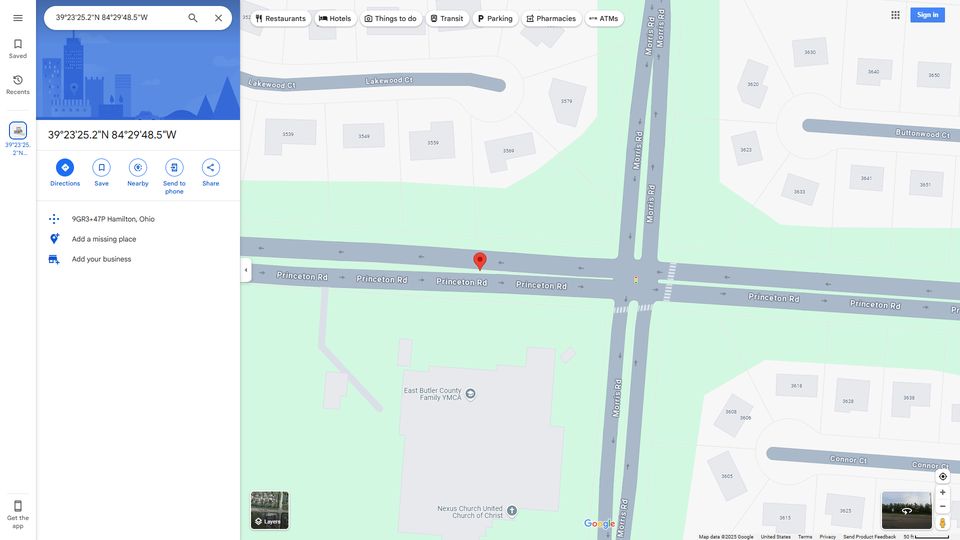 39°23'25.2"N 84°29'48.5"W
Restaurants
Hotels
Things to do
Transit
Parking
Pharmacies
ATMs
Sign in
Saved
Recents
39°23'25.
2"N...
Get the
app
39°23'25.2"N 84°29'48.5"W
Directions
Save
Nearby
Send to
phone
Share
9GR3+47P Hamilton, Ohio
Add a missing place
Add your business
Lakewood Ct
Lakewood Ct
3579
3539
3549
3559
3569
Morris Rd
Morris Rd
Morris Rd
Morris Rd
3630
3620
3640
3650
Buttonwood Ct
3623
3633
3641
3651
Princeton Rd
Princeton Rd
Princeton Rd
Princeton Rd
Princeton Rd
Princeton Rd
East Butler County
Family YMCA
Morris Rd
Morris Rd
3618
3628
3638
3608
3606
Connor Ct
Connor Ct
3605
3615
3625
Nexus Church United
Church of Christ
Layers
Google
Map data ©2025 Google
United States
Terms
Privacy
Send Product Feedback
50 ft